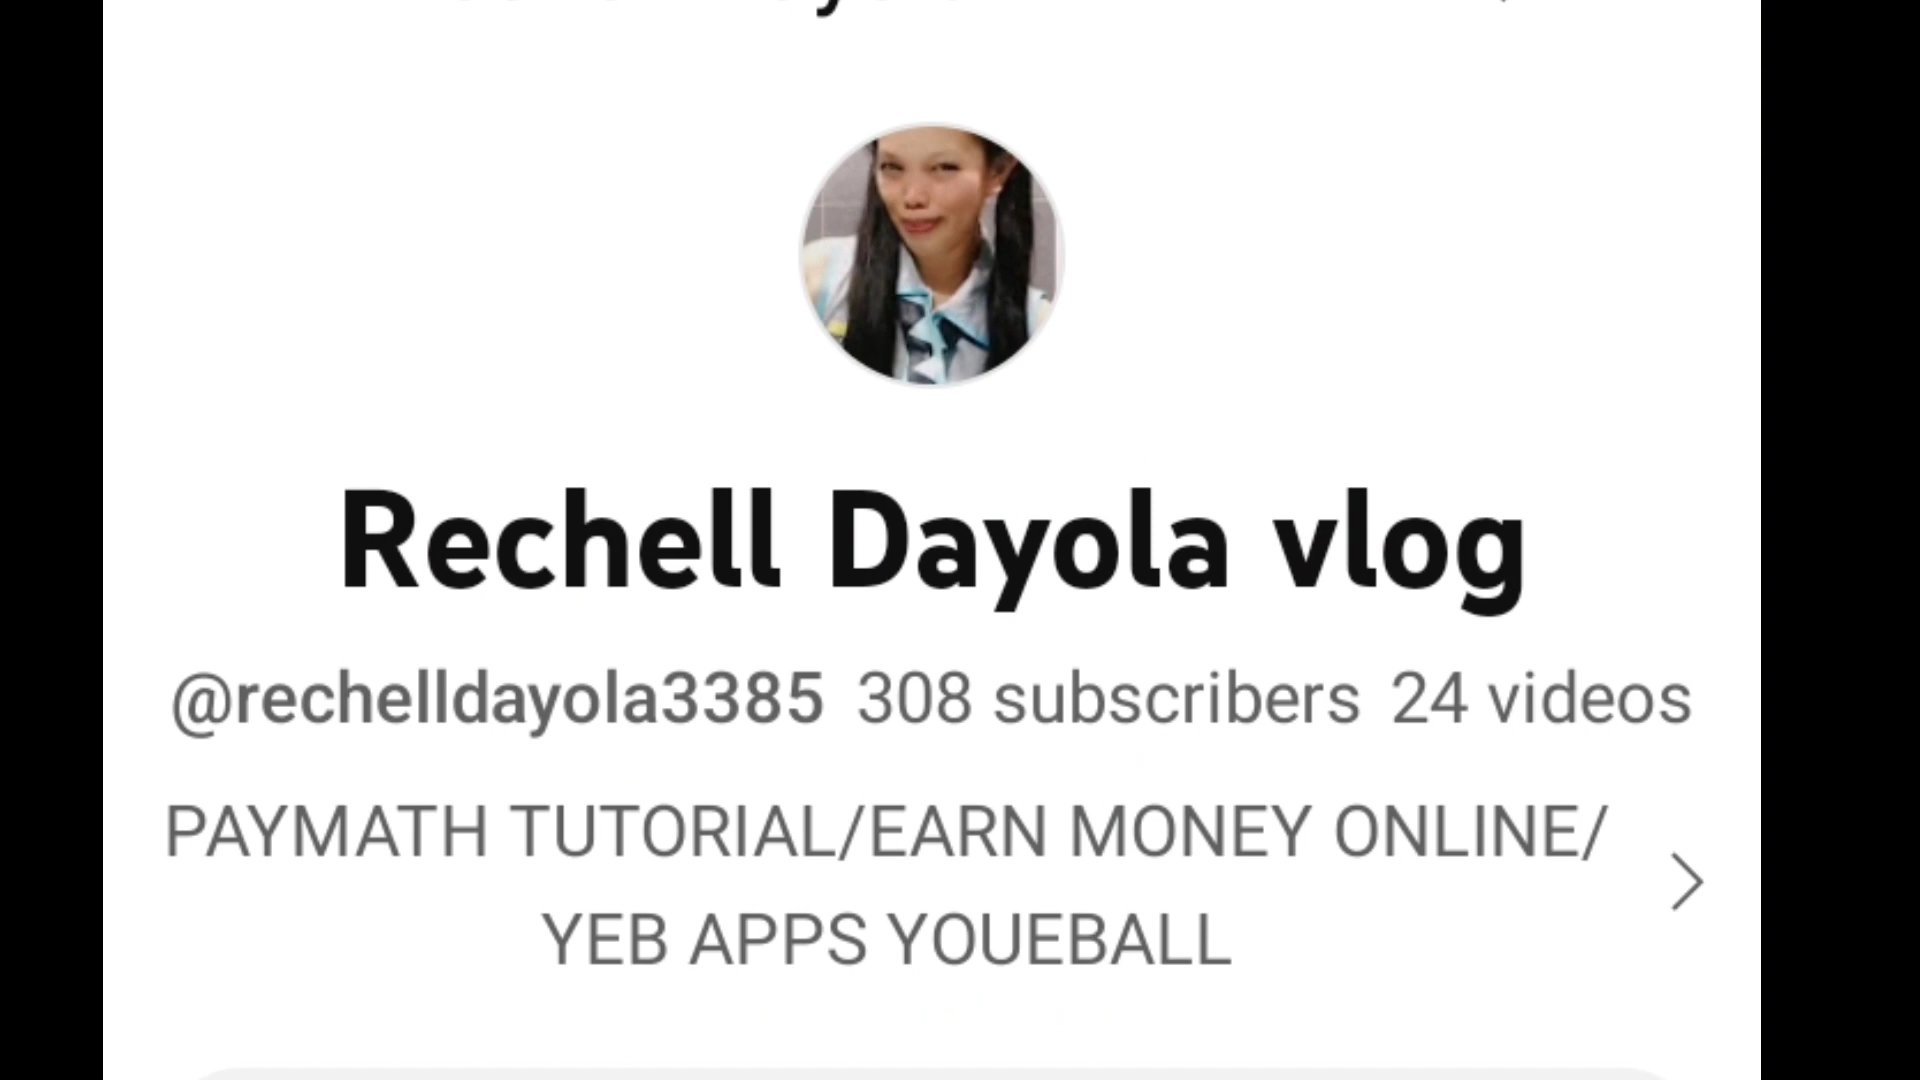 Rechell Dayola vlog
@rechelldayola3385 308 subscribers 24 videos
PAYMATH TUTORIAL/EARN MONEY ONLINE/
YEB APPS YOUEBALL